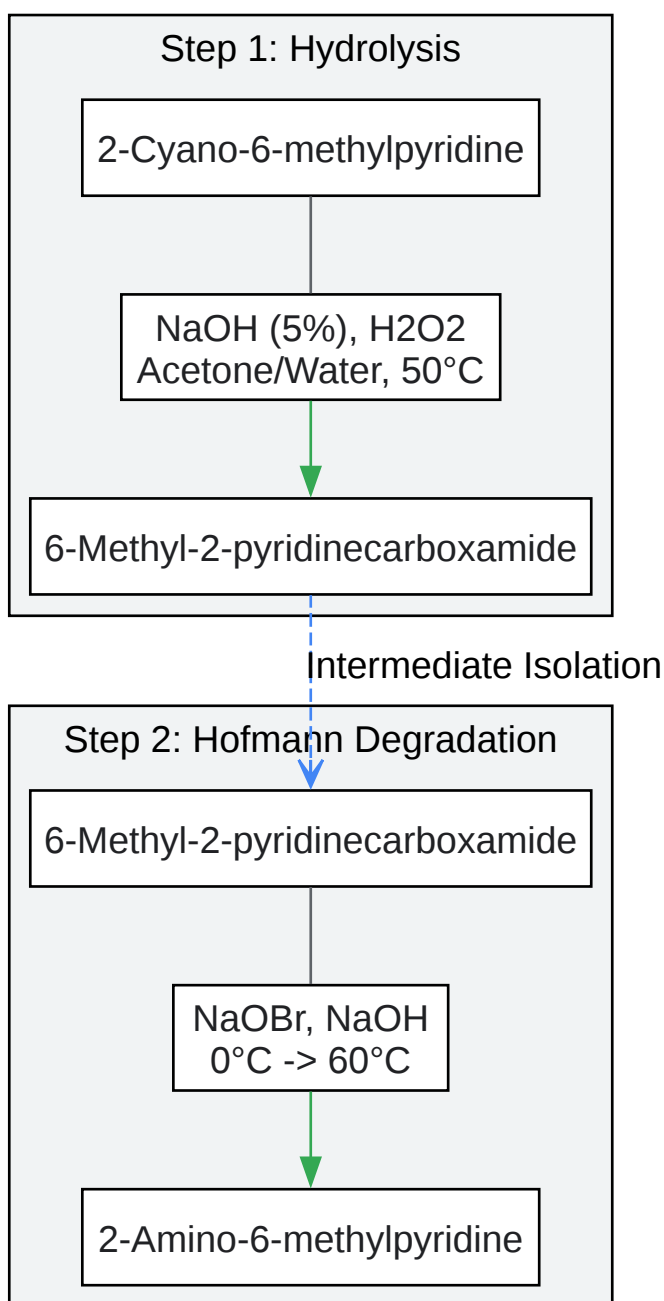 Step 1: Hydrolysis
2-Cyano-6-methylpyridine
NaOH (5%), H2O2
Acetone/Water, 50°C
6-Methyl-2-pyridinecarboxamide
Intermediate Isolation
Step 2: Hofmann Degradation
6-Methyl-2-pyridinecarboxamide
NaOBr, NaOH
0°C -> 60°C
2-Amino-6-methylpyridine